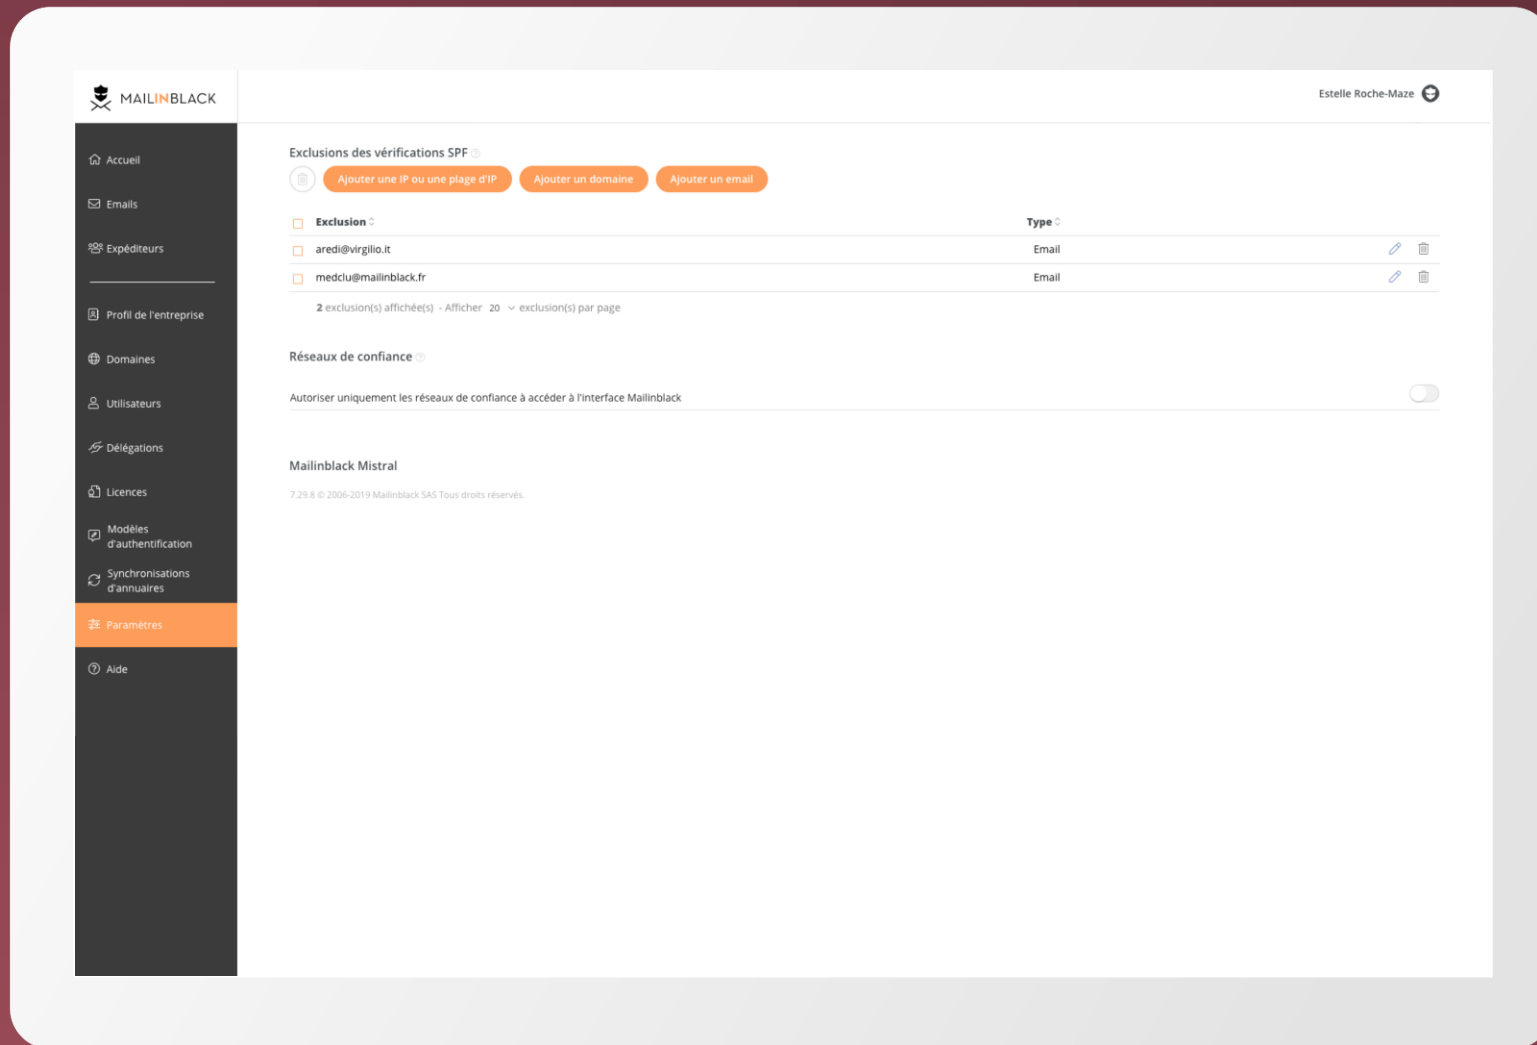 MAILINBLACK
Estelle Roche-Maze
Accueil
Emails
Expéditeurs
Profil de l'entreprise
Domaines
Utilisateurs
Délégations
Licences
Modèles
d'authentification
Synchronisations
d'annuaires
Paramètres
Aide
Exclusions des vérifications SPF
Ajouter une IP ou une plage d'IP Ajouter un domaine Ajouter un email
Exclusion Type
aredi@virgilio.it Email
medclu@mailinblack.fr Email
2 exclusion(s) affichée(s) - Afficher 20 exclusion(s) par page
Réseaux de confiance
Autoriser uniquement les réseaux de confiance à accéder à l'interface Mailinblack
Mailinblack Mistral
7.29.8 © 2006-2019 Mailinblack SAS Tous droits réservés.